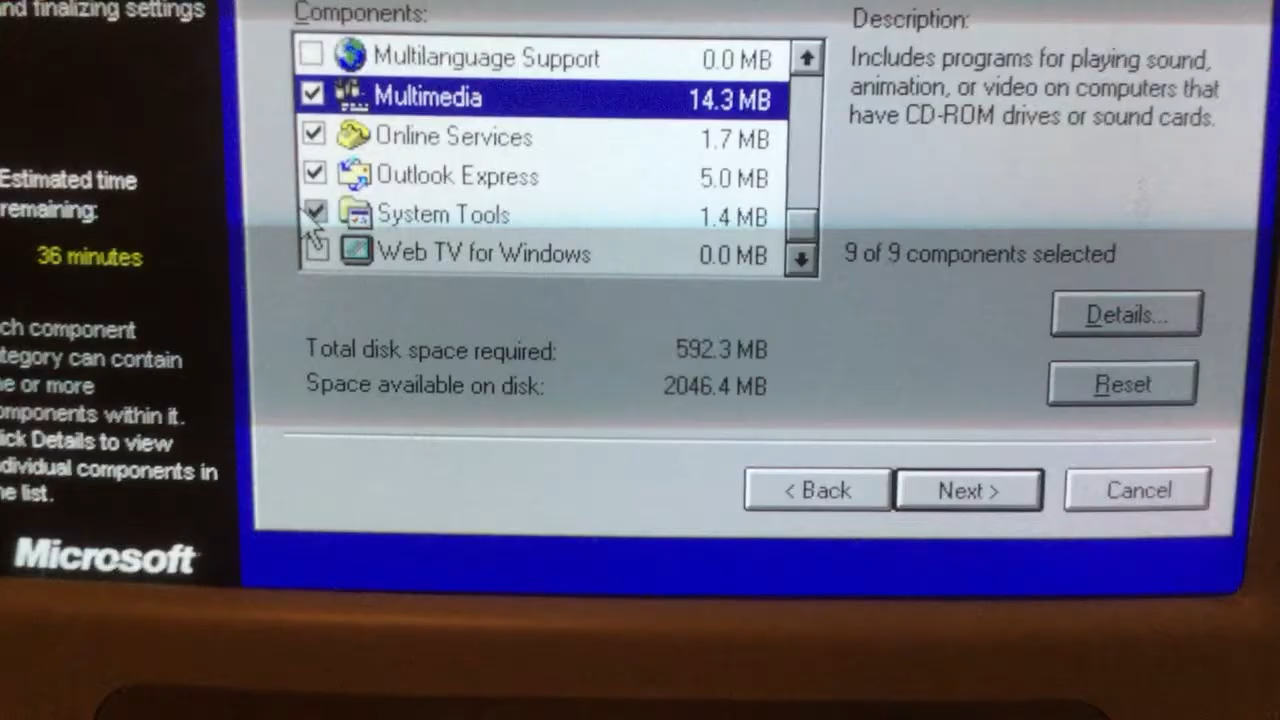 nd finalizing settings
Estimated time
remaining:
36 minutes
ch component
tegory can contain
e or more
omponents within it.
ick Details to view
dividual components in
e list.
Microsoft
Components:
Multilanguage Support 0.0 MB
Multimedia 14.3 MB
Online Services 1.7 MB
Outlook Express 5.0 MB
System Tools 1.4 MB
Web TV for Windows 0.0 MB
Total disk space required: 592.3 MB
Space available on disk: 2046.4 MB
Description:
Includes programs for playing sound,
animation, or video on computers that
have CD-ROM drives or sound cards.
9 of 9 components selected
Details...
Reset
< Back Next > Cancel